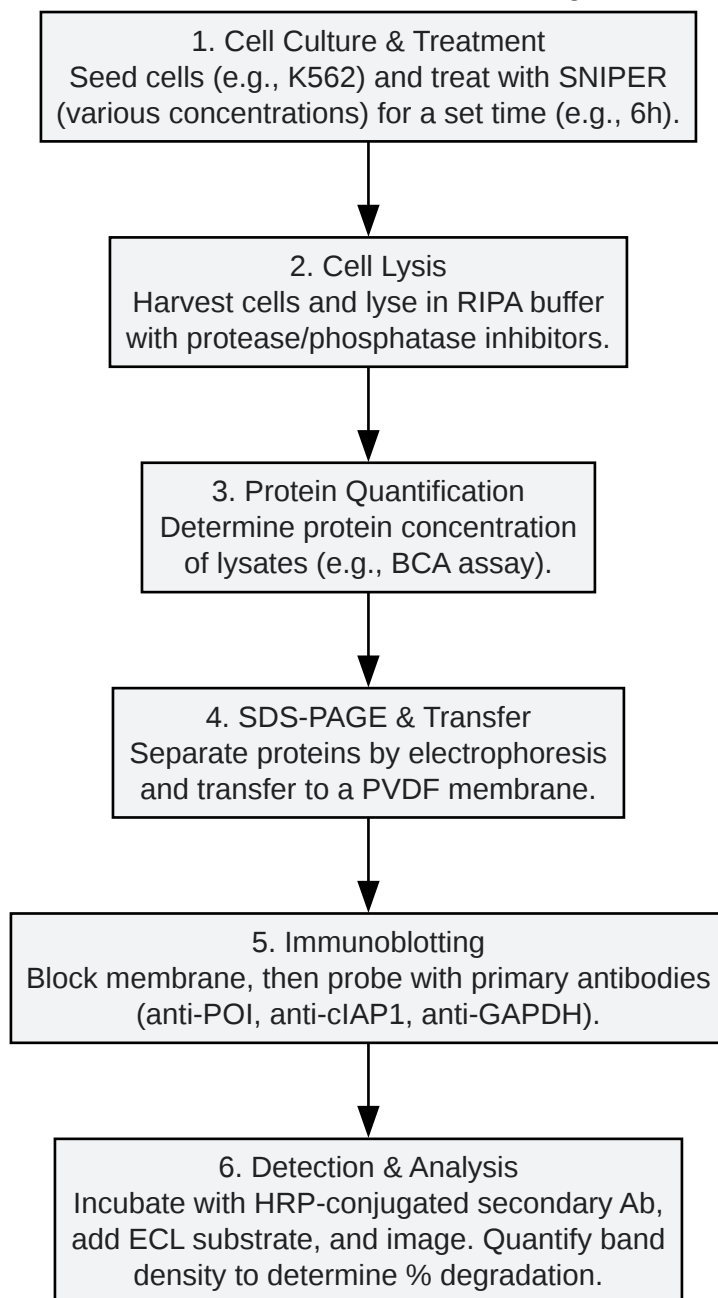 1. Cell Culture & Treatment
Seed cells (e.g., K562) and treat with SNIPER
(various concentrations) for a set time (e.g., 6h).
2. Cell Lysis
Harvest cells and lyse in RIPA buffer
with protease/phosphatase inhibitors.
3. Protein Quantification
Determine protein concentration
of lysates (e.g., BCA assay).
4. SDS-PAGE & Transfer
Separate proteins by electrophoresis
and transfer to a PVDF membrane.
5. Immunoblotting
Block membrane, then probe with primary antibodies
(anti-POI, anti-cIAP1, anti-GAPDH).
6. Detection & Analysis
Incubate with HRP-conjugated secondary Ab,
add ECL substrate, and image. Quantify band
density to determine % degradation.